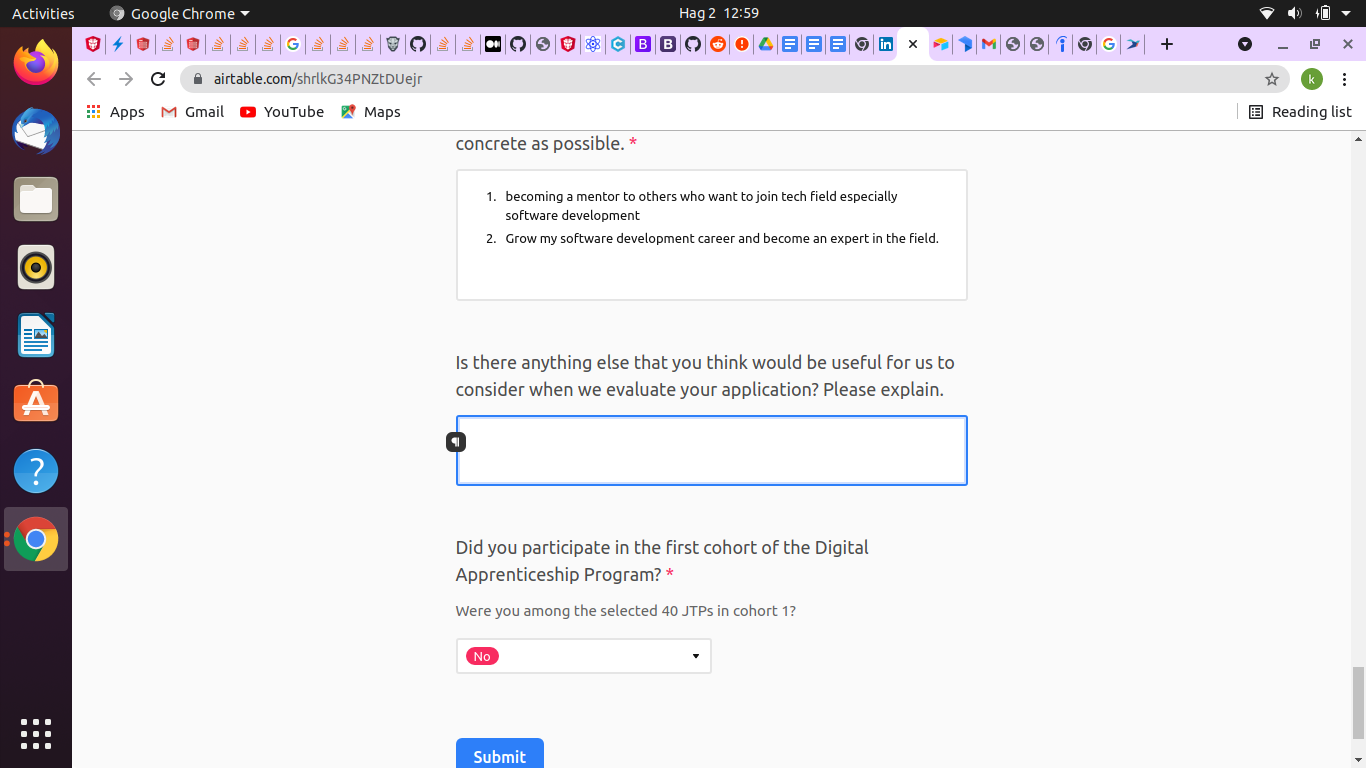 Activities
Google Chrome
Hag 2 12:59
airtable.com/shrlkG34PNZtDUejr
k
Apps
Gmail
YouTube
Maps
Reading list
concrete as possible. *
1. becoming a mentor to others who want to join tech field especially
software development
2. Grow my software development career and become an expert in the field.
Is there anything else that you think would be useful for us to
consider when we evaluate your application? Please explain.
¶
Did you participate in the first cohort of the Digital
Apprenticeship Program? *
Were you among the selected 40 JTPs in cohort 1?
No
Submit